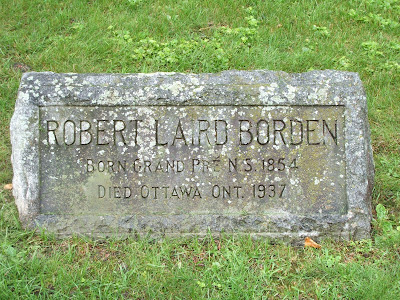 ROBERT LAIRD BORDEN
BORN GRAND PRE N.S. 1854
DIED OTTAWA ONT. 1937